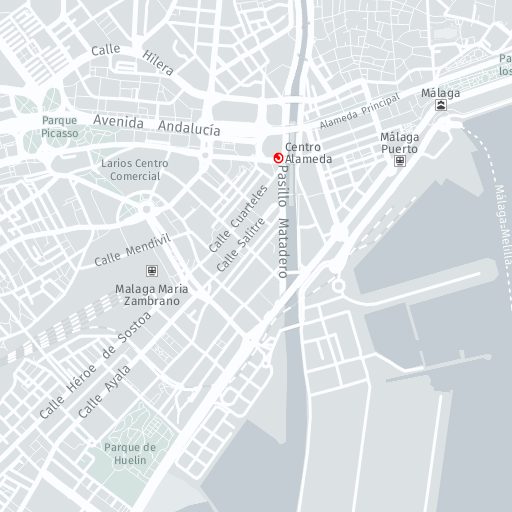 Calle Hilera
Pa
los
Málaga
Alameda Principal
Parque
Picasso
Avenida Andalucía
Málaga
Puerto
Centro
Alameda
Larios Centro
Comercial
Pasillo Matadero
Calle Cuarteles
Calle Salitre
Málaga-Melilla
Calle Mendivil
Malaga Maria
Zambrano
Calle Héroe de Sostoa
Calle Ayala
Parque de
Huelin